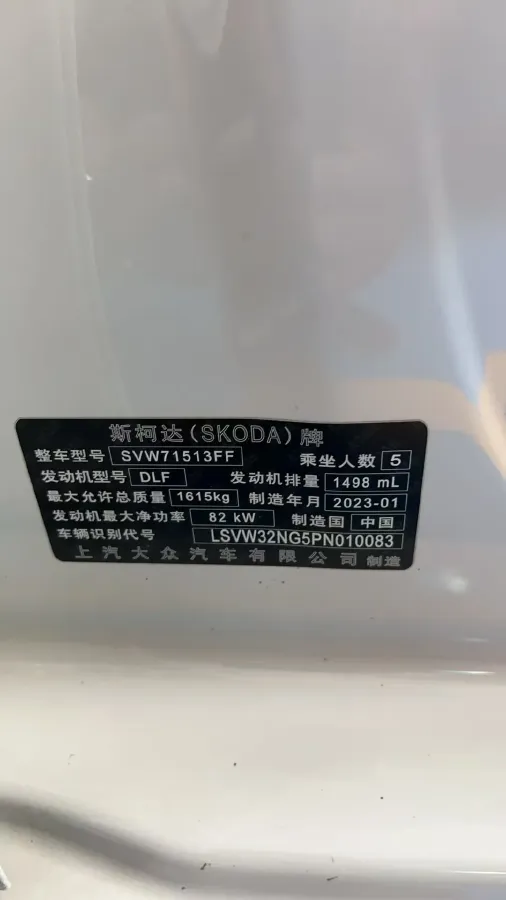 斯柯达(SKODA)牌
整车型号 SVW71513FF 乘坐人数 5
发动机型号 DLF 发动机排量 1498 mL
最大允许总质量 1615kg 制造年月 2023-01
发动机最大净功率 82 kW 制造国 中国
车辆识别代号 LSVW32NG5PN010083
上汽大众汽车有限公司 制造